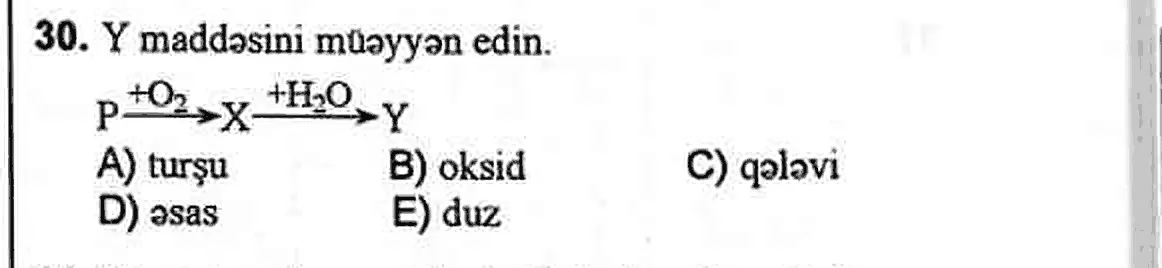 30. Y maddəsini müəyyən edin.
P +O₂→ X +H₂O→ Y
A) turşu B) oksid C) qələvi
D) əsas E) duz